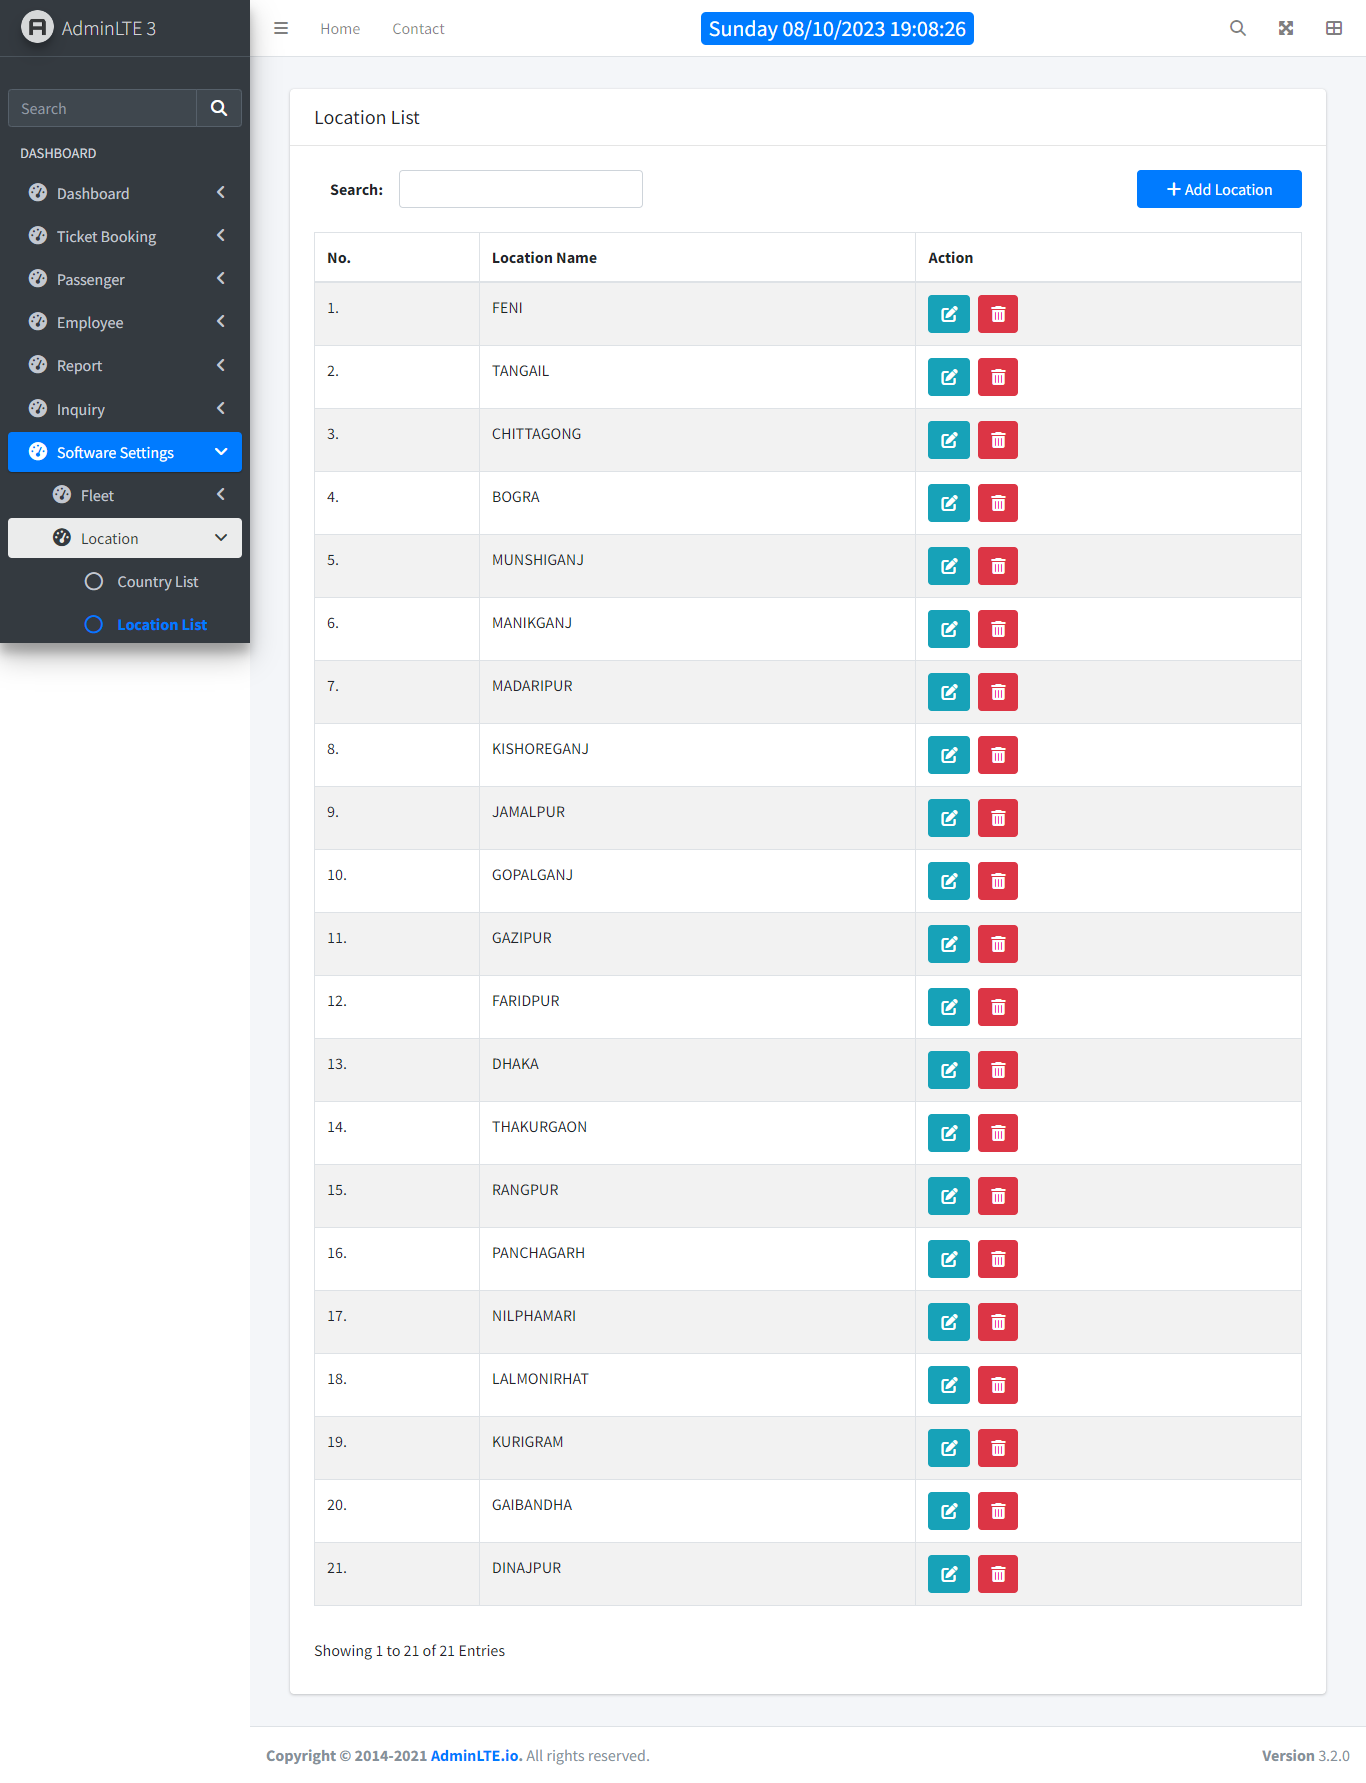 AdminLTE 3
Home
Contact
Sunday 08/10/2023 19:08:26
Search
DASHBOARD
Dashboard
Ticket Booking
Passenger
Employee
Report
Inquiry
Software Settings
Fleet
Location
Country List
Location List
Location List
Search:
Add Location
No. Location Name Action
1. FENI
2. TANGAIL
3. CHITTAGONG
4. BOGRA
5. MUNSHIGANJ
6. MANIKGANJ
7. MADARIPUR
8. KISHOREGANJ
9. JAMALPUR
10. GOPALGANJ
11. GAZIPUR
12. FARIDPUR
13. DHAKA
14. THAKURGAON
15. RANGPUR
16. PANCHAGARH
17. NILPHAMARI
18. LALMONIRHAT
19. KURIGRAM
20. GAIBANDHA
21. DINAJPUR
Showing 1 to 21 of 21 Entries
Copyright © 2014-2021 AdminLTE.io. All rights reserved.
Version 3.2.0